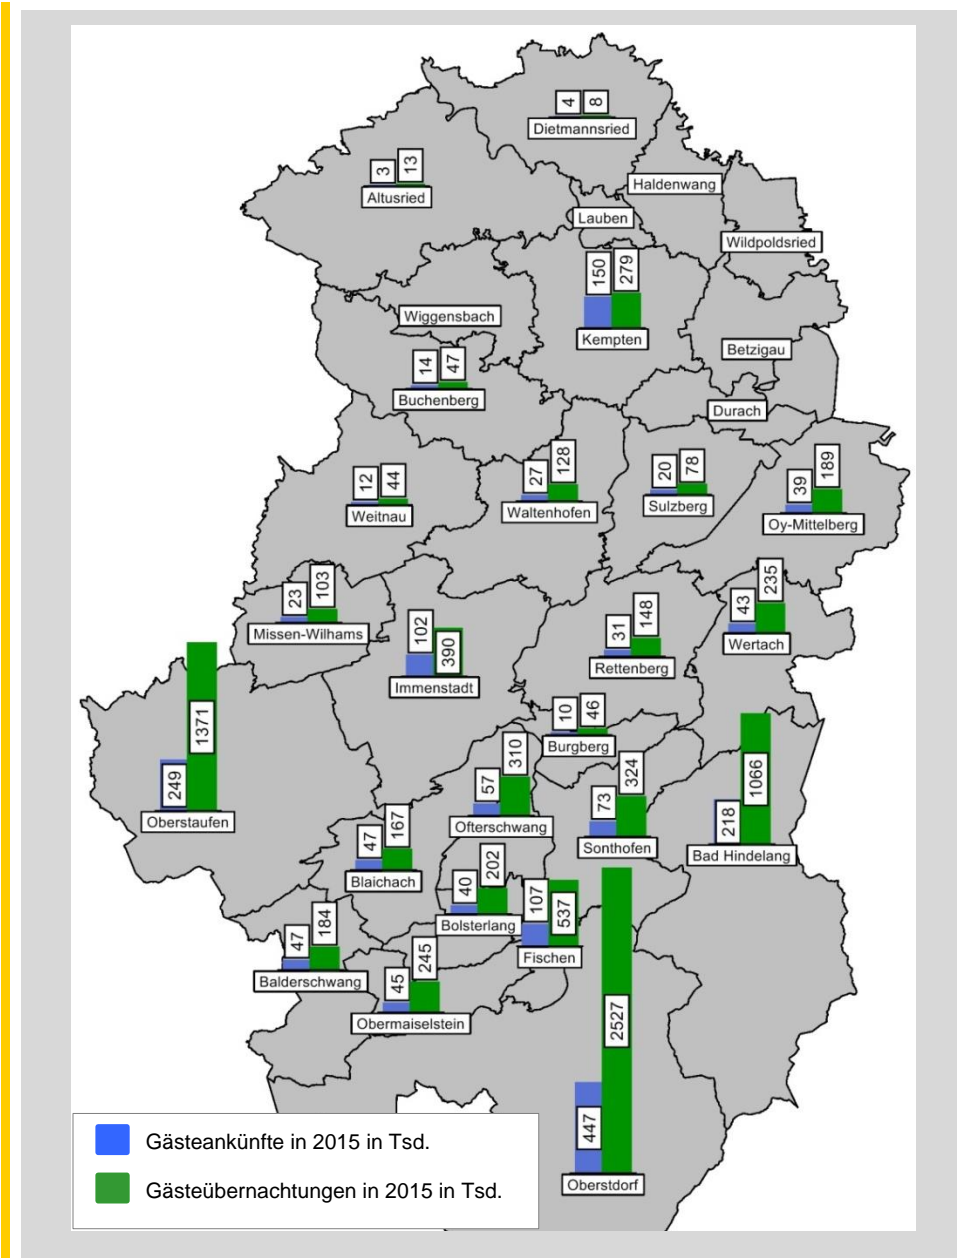 4 8
Dietmannsried
3 13
Altusried
Haldenwang
Lauben
Wildpoldsried
150 279
Kempten
Wiggensbach
14 47
Buchenberg
Betzigau
Durach
12 44
Weitnau
27 128
Waltenhofen
20 78
Sulzberg
39 189
Oy-Mittelberg
23 103
Missen-Wilhams
102 390
Immenstadt
31 148
Rettenberg
43 235
Wertach
10 46
Burgberg
249 1371
Oberstaufen
57 310
Ofterschwang
73 324
Sonthofen
218 1066
Bad Hindelang
47 167
Blaichach
40 202
Bolsterlang
107 537
Fischen
47 184
Balderschwang
45 245
Obermaiselstein
447 2527
Oberstdorf
Gästeankünfte in 2015 in Tsd.
Gästeübernachtungen in 2015 in Tsd.